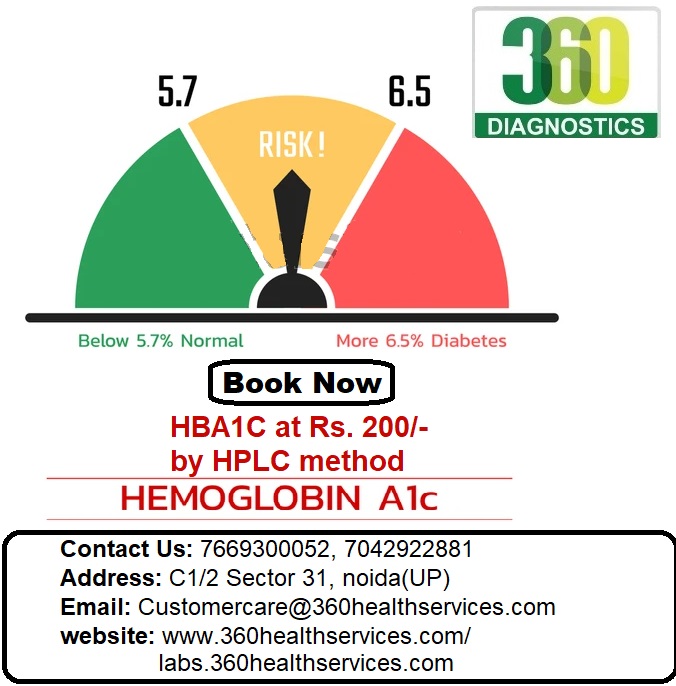 360
DIAGNOSTICS
5.7
6.5
RISK!
Below 5.7% Normal
More 6.5% Diabetes
Book Now
HBA1C at Rs. 200/-
by HPLC method
HEMOGLOBIN A1c
Contact Us: 7669300052, 7042922881
Address: C1/2 Sector 31, noida(UP)
Email: Customercare@360healthservices.com
website: www.360healthservices.com/
labs.360healthservices.com